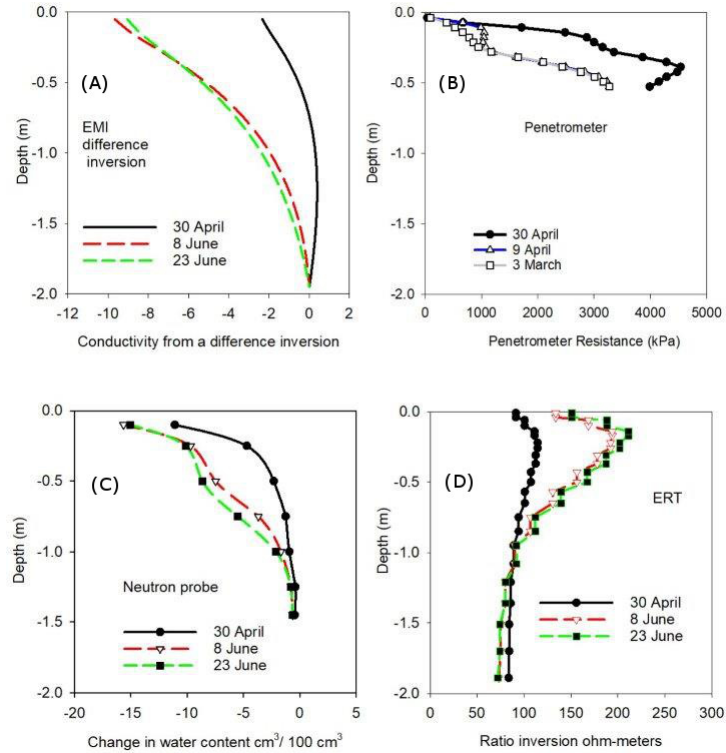 0.0
-0.5
-1.0
-1.5
-2.0
Depth (m)
(A)
EMI
difference
inversion
30 April
8 June
23 June
-12 -10 -8 -6 -4 -2 0 2
Conductivity from a difference inversion
0.0
-0.5
-1.0
-1.5
-2.0
Depth (m)
(B)
Penetrometer
30 April
9 April
3 March
0 1000 2000 3000 4000 5000
Penetrometer Resistance (kPa)
0.0
-0.5
-1.0
-1.5
-2.0
Depth (m)
(C)
Neutron probe
30 April
8 June
23 June
-20 -15 -10 -5 0 5
Change in water content cm³/ 100 cm³
0.0
-0.5
-1.0
-1.5
-2.0
Depth (m)
(D)
ERT
30 April
8 June
23 June
0 50 100 150 200 250 300
Ratio inversion ohm-meters